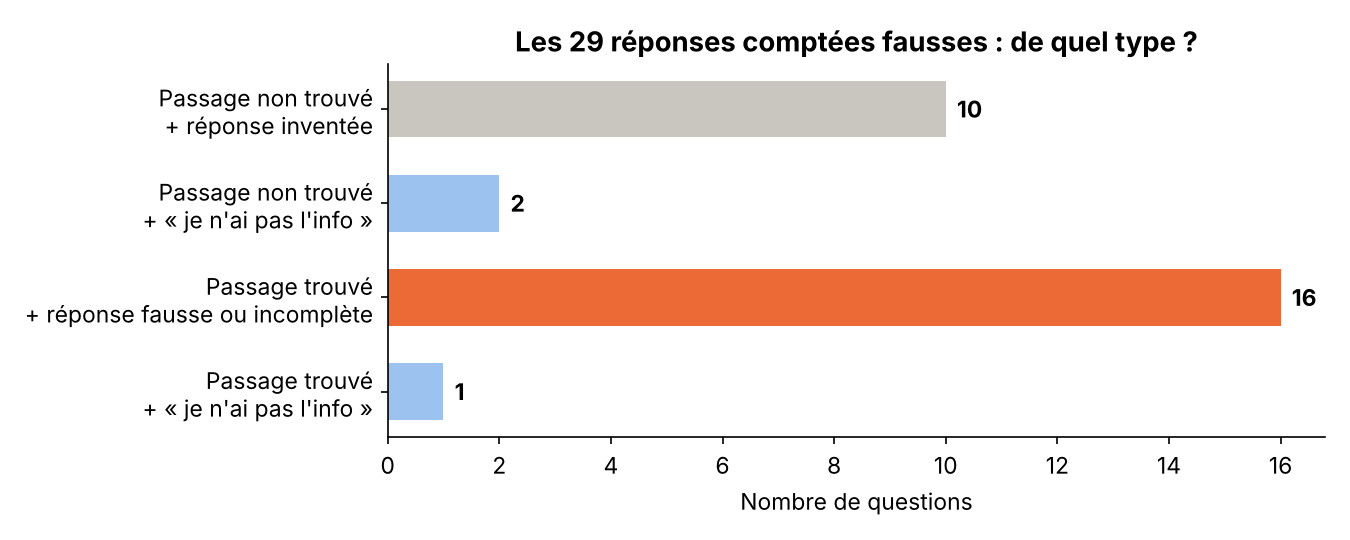 Les 29 réponses comptées fausses : de quel type ?
Passage non trouvé
+ réponse inventée
10
Passage non trouvé
+ « je n'ai pas l'info »
2
Passage trouvé
+ réponse fausse ou incomplète
16
Passage trouvé
+ « je n'ai pas l'info »
1
0 2 4 6 8 10 12 14 16
Nombre de questions